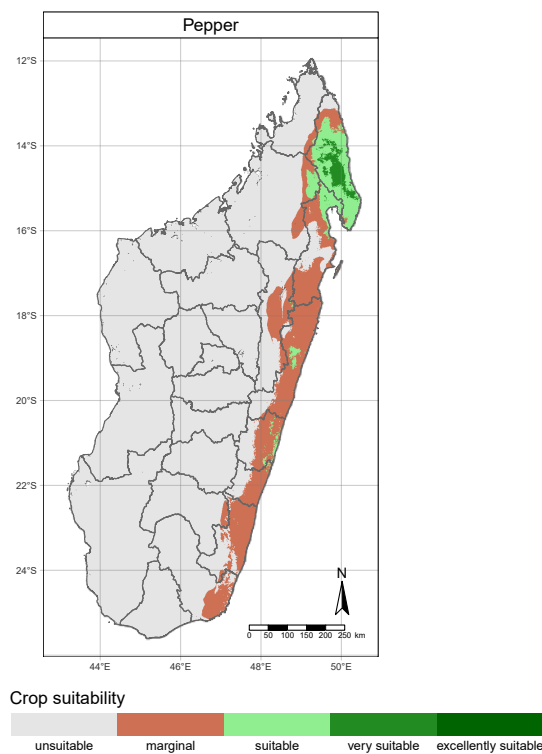 Pepper
12°S
14°S
16°S
18°S
20°S
22°S
24°S
N
0 50 100 150 200 250 km
44°E 46°E 48°E 50°E
Crop suitability
unsuitable marginal suitable very suitable excellently suitable